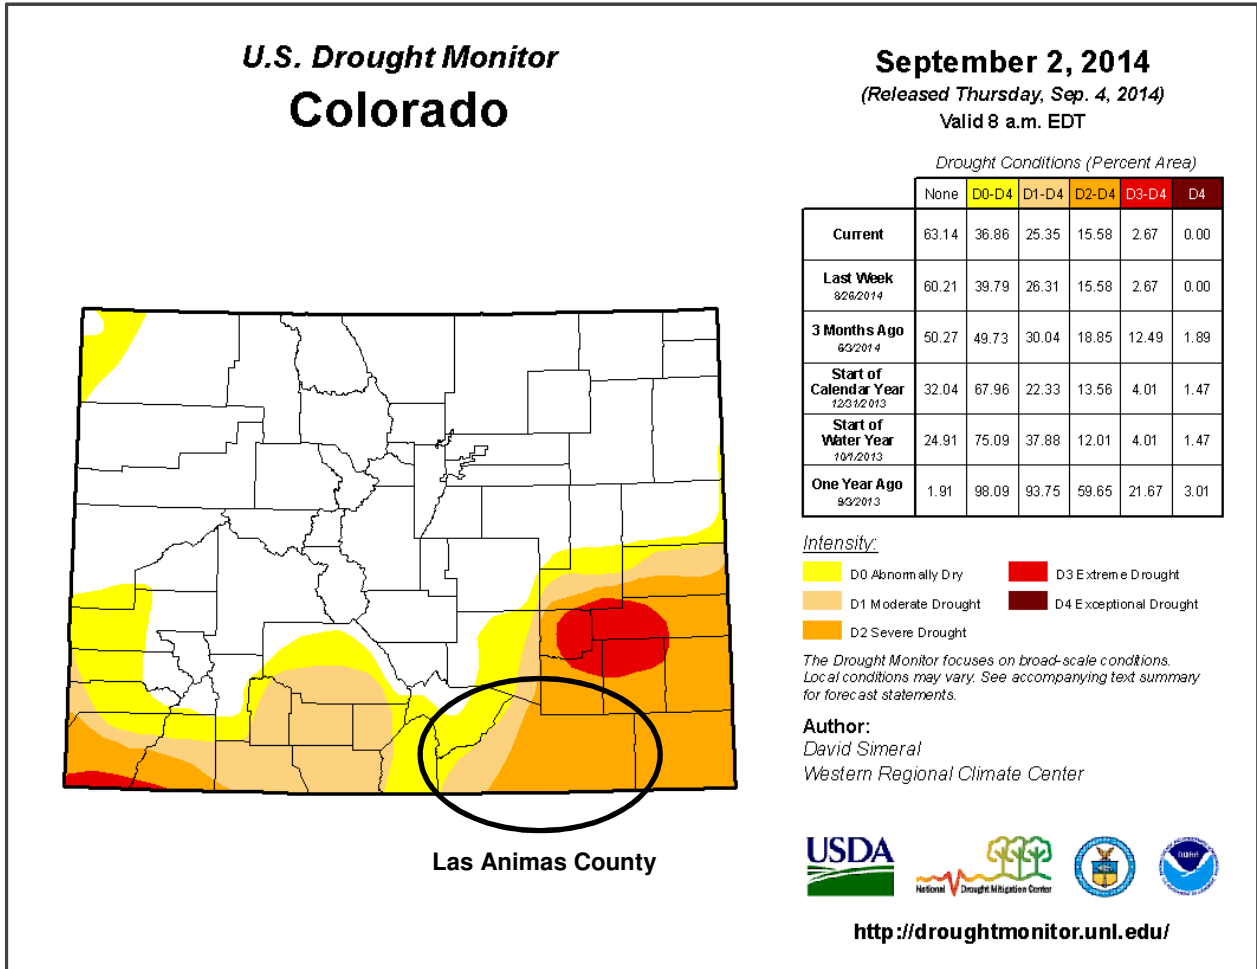 U.S. Drought Monitor
Colorado
September 2, 2014
(Released Thursday, Sep. 4, 2014)
Valid 8 a.m. EDT
Drought Conditions (Percent Area)
None D0-D4 D1-D4 D2-D4 D3-D4 D4
Current 63.14 36.86 25.35 15.58 2.67 0.00
Last Week 60.21 39.79 26.31 15.58 2.67 0.00
8/26/2014
3 Months Ago 50.27 49.73 30.04 18.85 12.49 1.89
6/3/2014
Start of
Calendar Year 32.04 67.96 22.33 13.56 4.01 1.47
12/31/2013
Start of
Water Year 24.91 75.09 37.88 12.01 4.01 1.47
10/1/2013
One Year Ago 1.91 98.09 93.75 59.65 21.67 3.01
9/3/2013
Intensity:
D0 Abnormally Dry D3 Extreme Drought
D1 Moderate Drought D4 Exceptional Drought
D2 Severe Drought
The Drought Monitor focuses on broad-scale conditions.
Local conditions may vary. See accompanying text summary
for forecast statements.
Author:
David Simeral
Western Regional Climate Center
Las Animas County
USDA
National Drought Mitigation Center
NOAA
http://droughtmonitor.unl.edu/